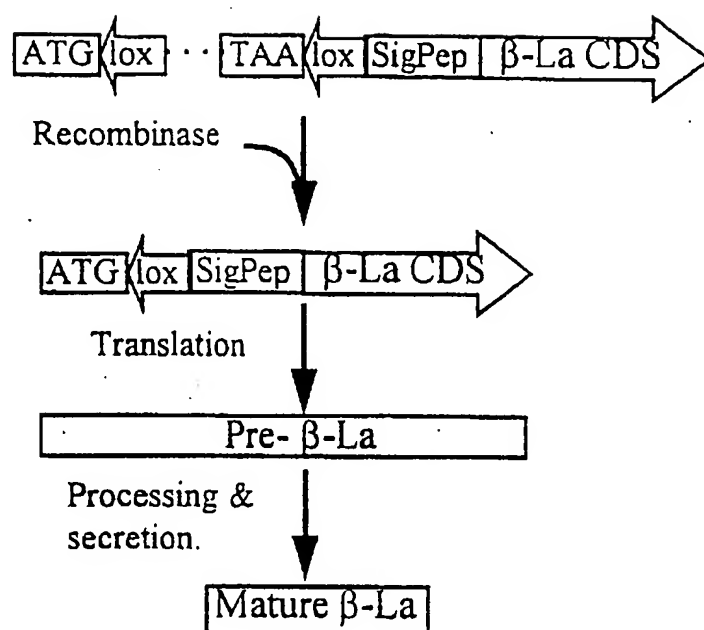 ATG lox · · TAA lox SigPep β-La CDS
Recombinase
ATG lox SigPep β-La CDS
Translation
Pre- β-La
Processing &
secretion.
Mature β-La